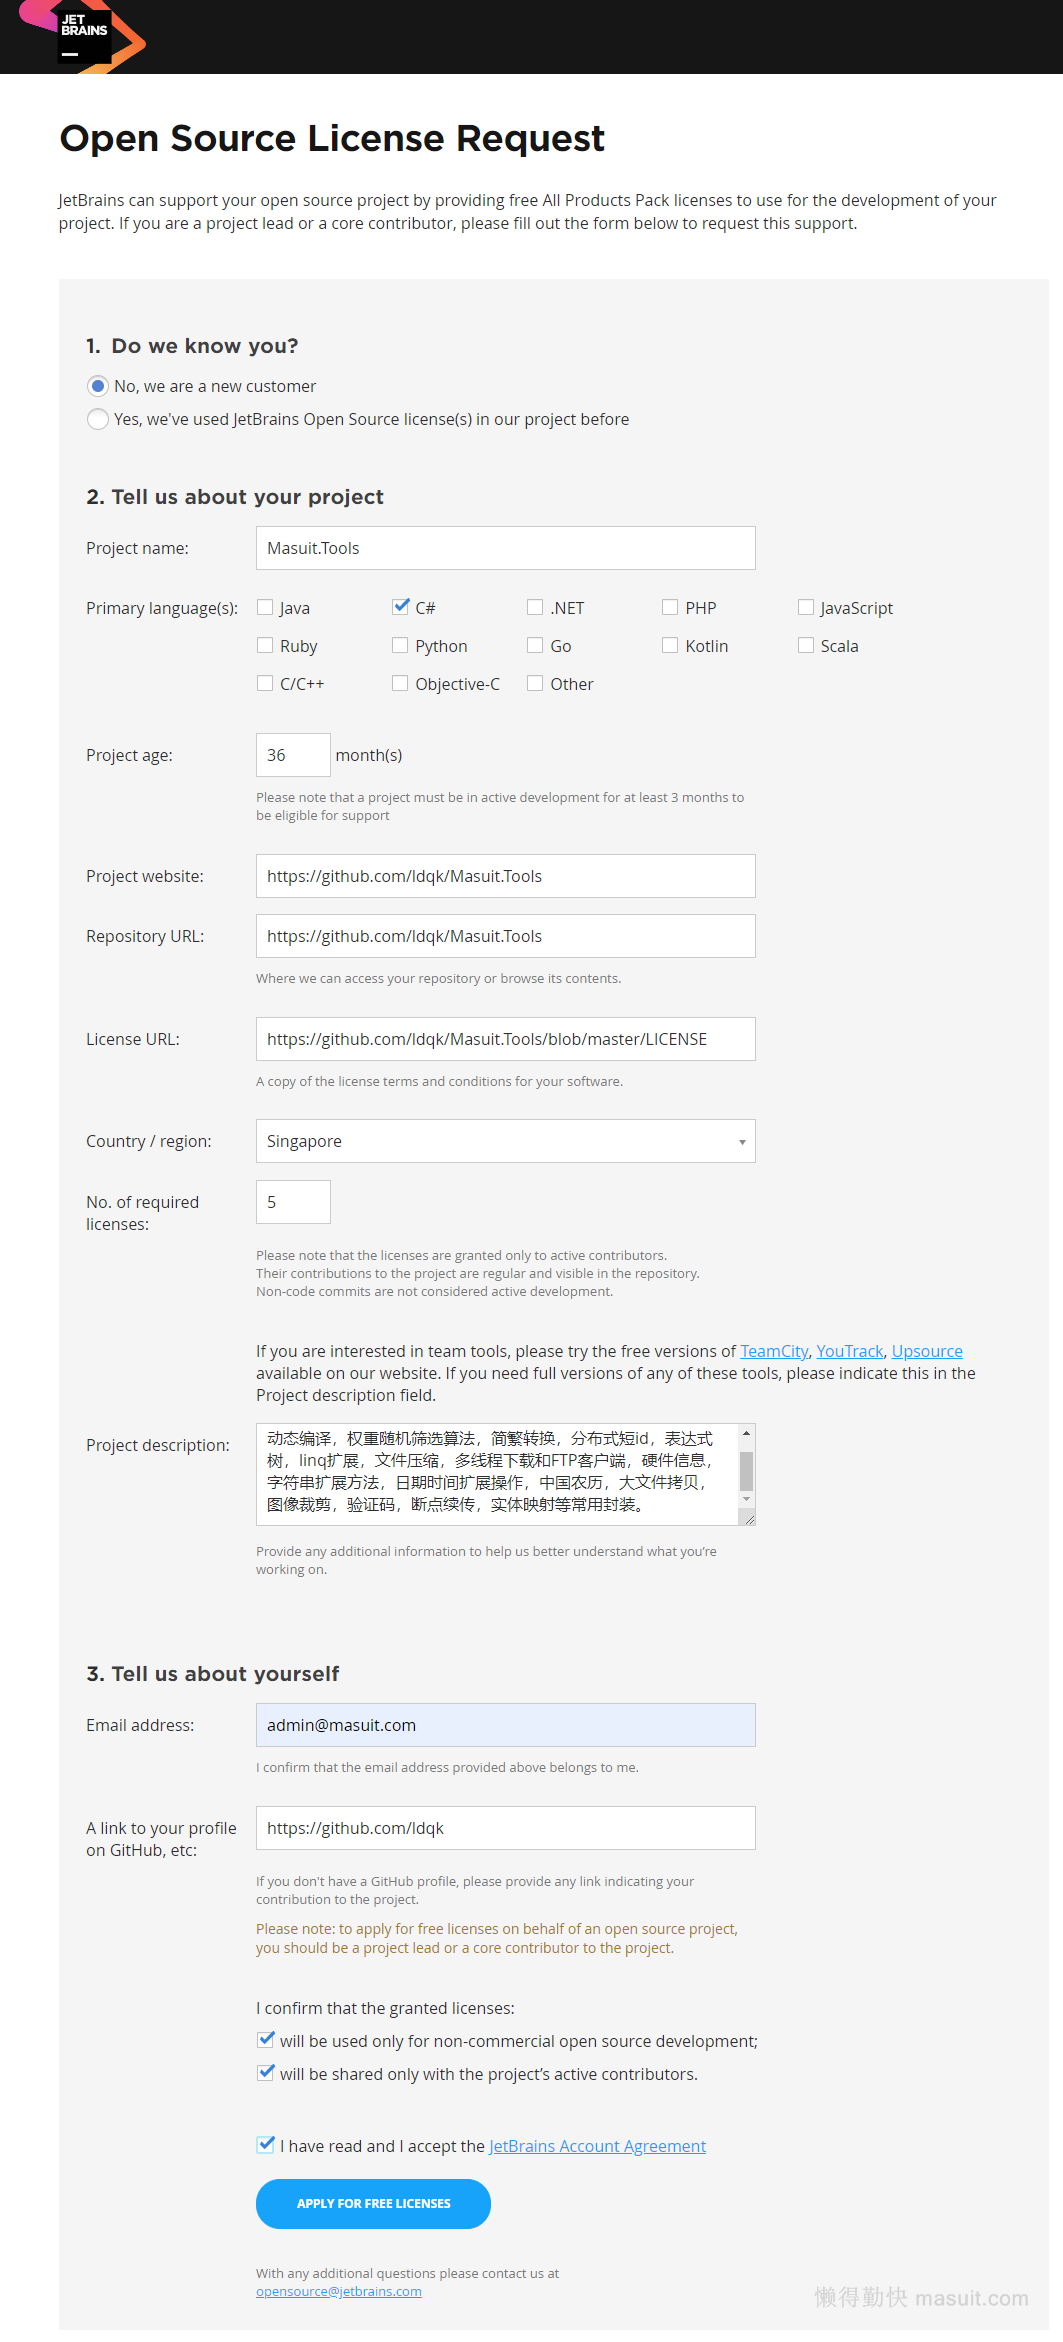 JET
BRAINS
Open Source License Request
JetBrains can support your open source project by providing free All Products Pack licenses to use for the development of your
project. If you are a project lead or a core contributor, please fill out the form below to request this support.
1. Do we know you?
No, we are a new customer
Yes, we've used JetBrains Open Source license(s) in our project before
2. Tell us about your project
Project name: Masuit.Tools
Primary language(s): Java C# .NET PHP JavaScript
Ruby Python Go Kotlin Scala
C/C++ Objective-C Other
Project age: 36 month(s)
Please note that a project must be in active development for at least 3 months to
be eligible for support
Project website: https://github.com/ldqk/Masuit.Tools
Repository URL: https://github.com/ldqk/Masuit.Tools
Where we can access your repository or browse its contents.
License URL: https://github.com/ldqk/Masuit.Tools/blob/master/LICENSE
A copy of the license terms and conditions for your software.
Country / region: Singapore
No. of required
licenses:
5
Please note that the licenses are granted only to active contributors.
Their contributions to the project are regular and visible in the repository.
Non-code commits are not considered active development.
If you are interested in team tools, please try the free versions of TeamCity, YouTrack, Upsource
available on our website. If you need full versions of any of these tools, please indicate this in the
Project description field.
Project description:
动态编译，权重随机筛选算法，简繁转换，分布式短id，表达式
树，linq扩展，文件压缩，多线程下载和FTP客户端，硬件信息，
字符串扩展方法，日期时间扩展操作，中国农历，大文件拷贝，
图像裁剪，验证码，断点续传，实体映射等常用封装。
Provide any additional information to help us better understand what you're
working on.
3. Tell us about yourself
Email address: admin@masuit.com
I confirm that the email address provided above belongs to me.
A link to your profile
on GitHub, etc:
https://github.com/ldqk
If you don't have a GitHub profile, please provide any link indicating your
contribution to the project.
Please note: to apply for free licenses on behalf of an open source project,
you should be a project lead or a core contributor to the project.
I confirm that the granted licenses:
will be used only for non-commercial open source development;
will be shared only with the project’s active contributors.
I have read and I accept the JetBrains Account Agreement
APPLY FOR FREE LICENSES
With any additional questions please contact us at
opensource@jetbrains.com
懒得勤快 masuit.com